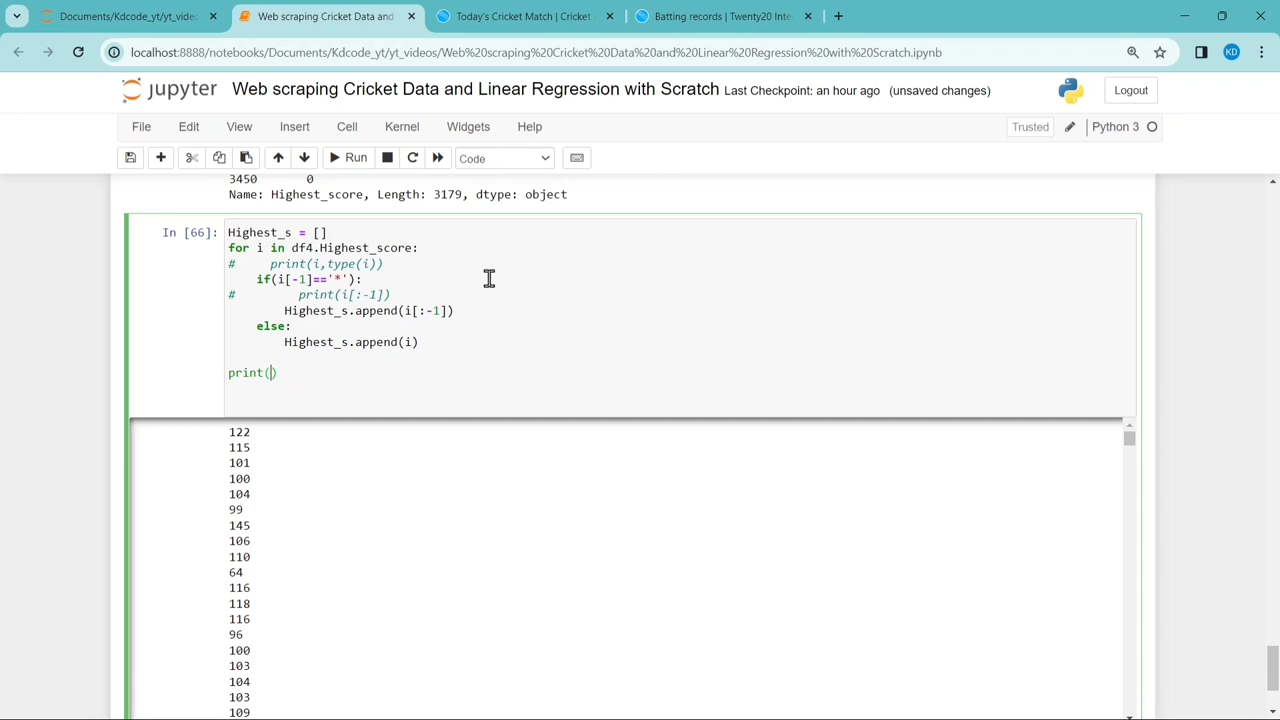 Documents/Kdcode_yt/yt_video
Web scraping Cricket Data and
Today's Cricket Match | Cricket
Batting records | Twenty20 Inte
localhost:8888/notebooks/Documents/Kdcode_yt/yt_videos/Web%20scraping%20Cricket%20Data%20and%20Linear%20Regression%20with%20Scratch.ipynb
KD
jupyter Web scraping Cricket Data and Linear Regression with Scratch Last Checkpoint: an hour ago (unsaved changes)
Logout
File Edit View Insert Cell Kernel Widgets Help
Trusted Python 3
Run Code
3450 0
Name: Highest_score, Length: 3179, dtype: object
In [66]: Highest_s = []
for i in df4.Highest_score:
# print(i,type(i))
if(i[-1]=='*'):
# print(i[:-1])
Highest_s.append(i[:-1])
else:
Highest_s.append(i)
print()
122
115
101
100
104
99
145
106
110
64
116
118
116
96
100
103
104
103
109